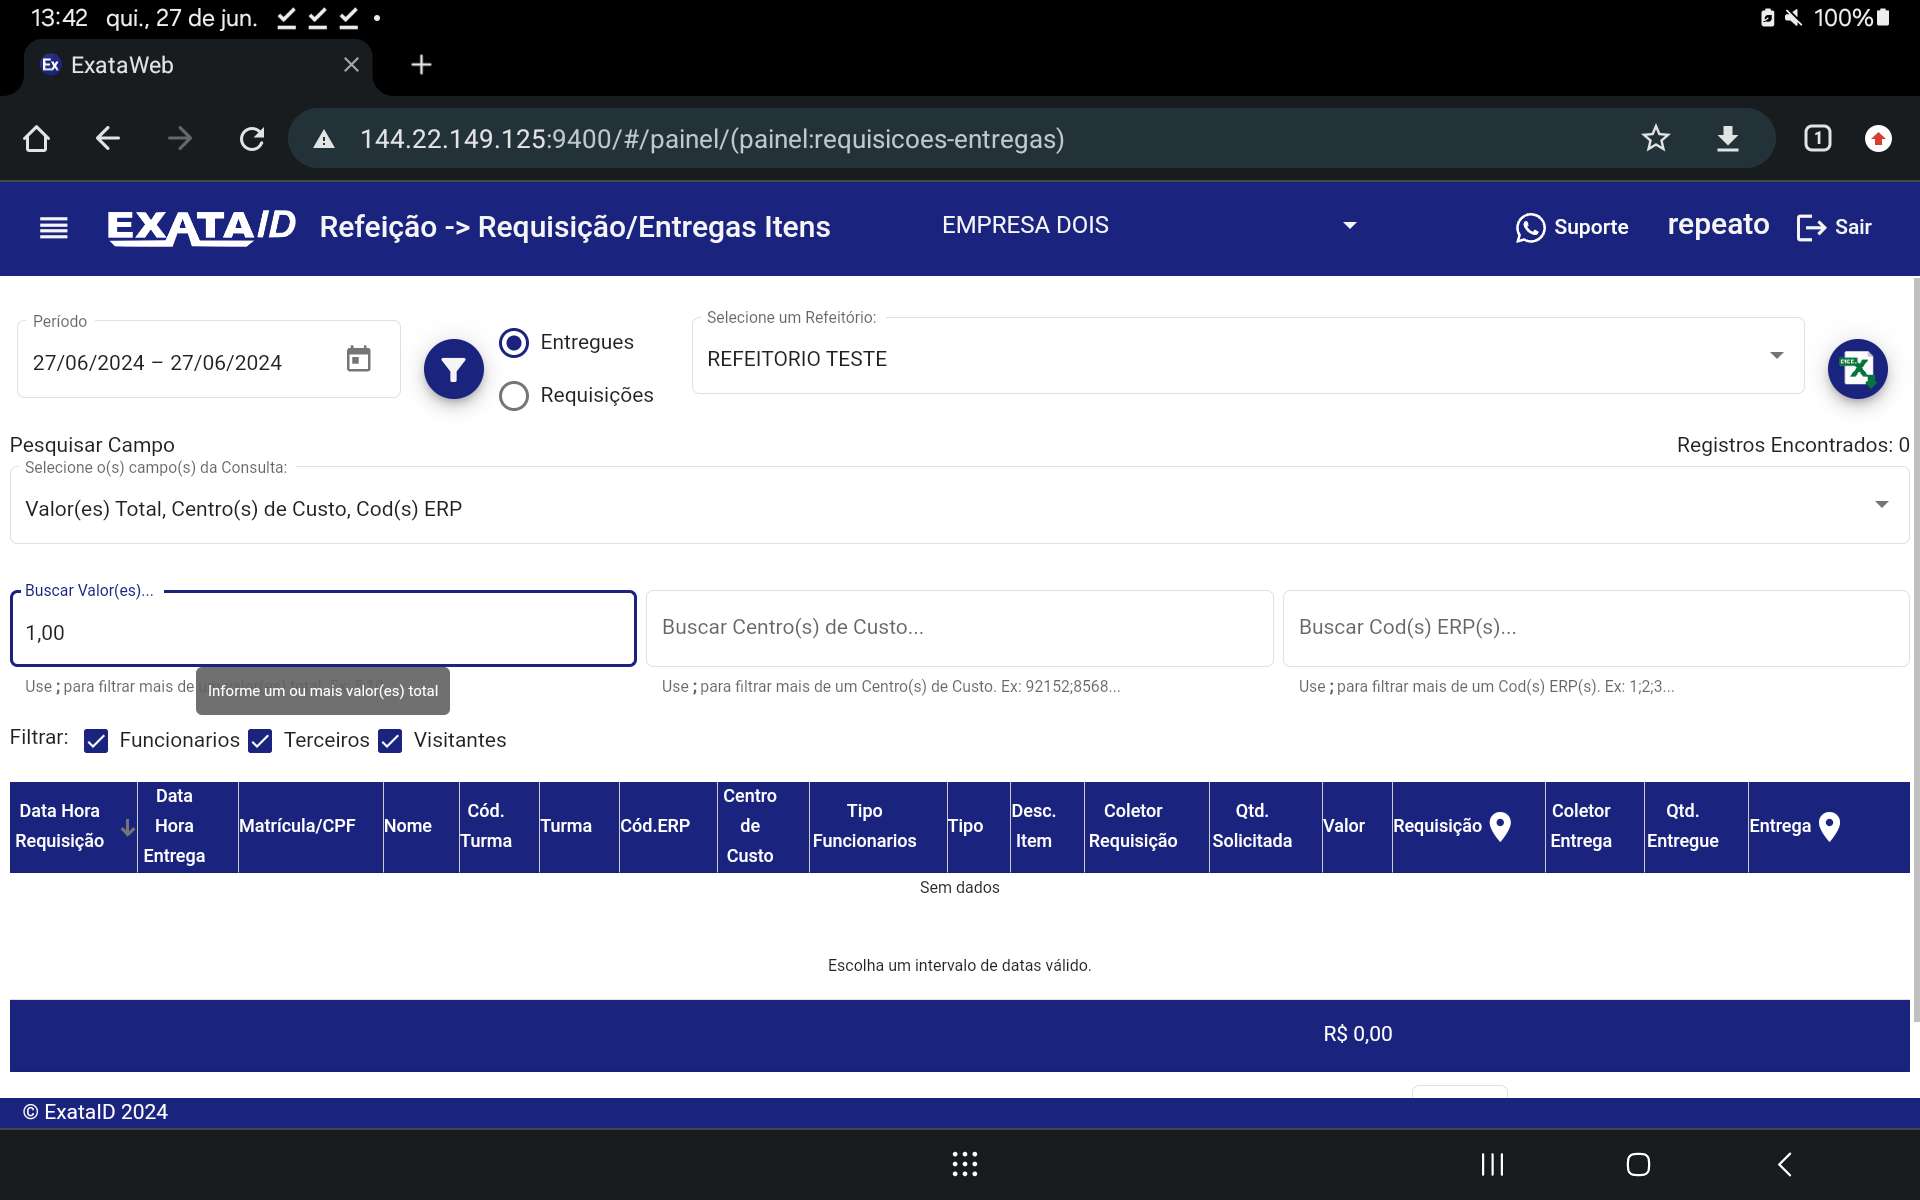 13:42 qui., 27 de jun.
100%
Ex ExataWeb
144.22.149.125:9400/#/painel/(painel:requisicoes-entregas)
1
EXATA ID Refeição -> Requisição/Entregas Itens EMPRESA DOIS Suporte repeato Sair
Período
27/06/2024 – 27/06/2024
Entregues
Requisições
Selecione um Refeitório:
REFEITORIO TESTE
Pesquisar Campo
Registros Encontrados: 0
Selecione o(s) campo(s) da Consulta:
Valor(es) Total, Centro(s) de Custo, Cod(s) ERP
Buscar Valor(es)...
1,00
Buscar Centro(s) de Custo...
Buscar Cod(s) ERP(s)...
Use ; para filtrar mais de
Informe um ou mais valor(es) total
Use ; para filtrar mais de um Centro(s) de Custo. Ex: 92152;8568...
Use ; para filtrar mais de um Cod(s) ERP(s). Ex: 1;2;3...
Filtrar: Funcionarios Terceiros Visitantes
Data Hora Requisição
Data Hora Entrega
Matrícula/CPF
Nome
Cód. Turma
Turma
Cód.ERP
Centro de Custo
Tipo Funcionarios
Tipo
Desc. Item
Coletor Requisição
Qtd. Solicitada
Valor
Requisição
Coletor Entrega
Qtd. Entregue
Entrega
Sem dados
Escolha um intervalo de datas válido.
R$ 0,00
© ExataID 2024